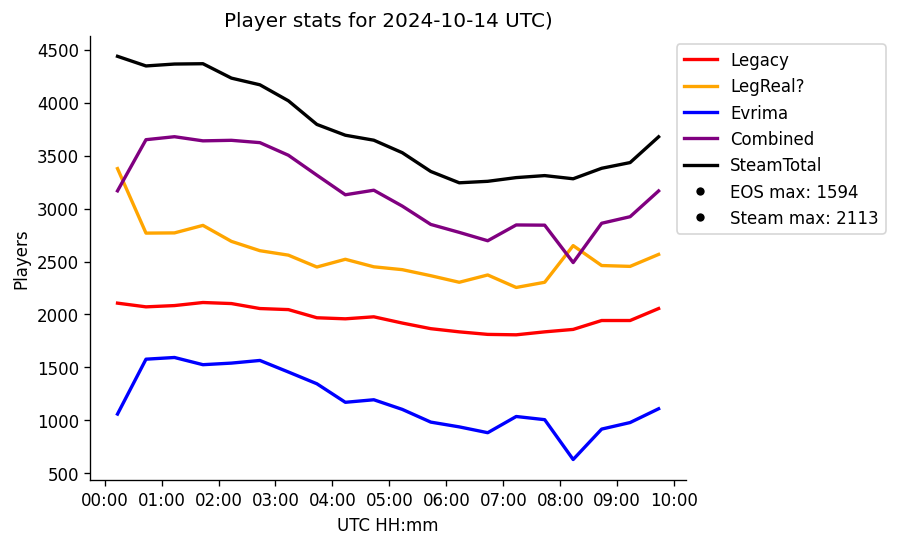 Player stats for 2024-10-14 UTC)
4500
4000
3500
3000
2500
2000
1500
1000
500
Players
00:00 01:00 02:00 03:00 04:00 05:00 06:00 07:00 08:00 09:00 10:00
UTC HH:mm
Legacy
LegReal?
Evrima
Combined
SteamTotal
EOS max: 1594
Steam max: 2113